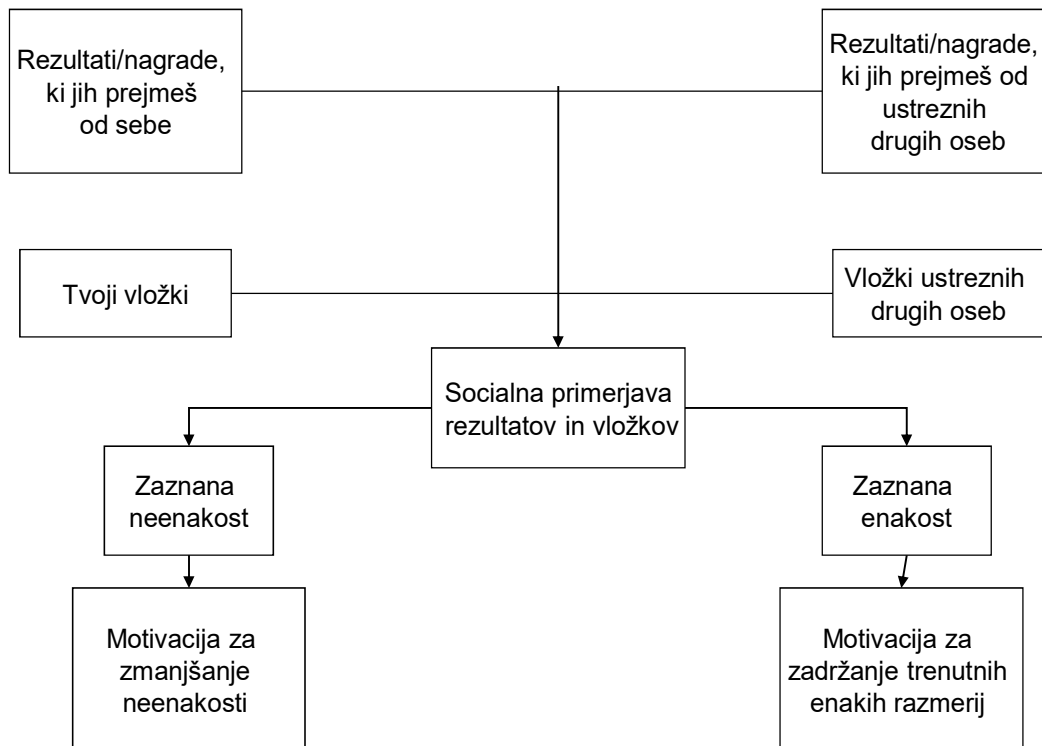 Rezultati/nagrade,
ki jih prejmeš
od sebe
Rezultati/nagrade,
ki jih prejmeš od
ustreznih
drugih oseb
Tvoji vložki
Vložki ustreznih
drugih oseb
Socialna primerjava
rezultatov in vložkov
Zaznana
neenakost
Zaznana
enakost
Motivacija za
zmanjšanje
neenakosti
Motivacija za
zadržanje trenutnih
enakih razmerij